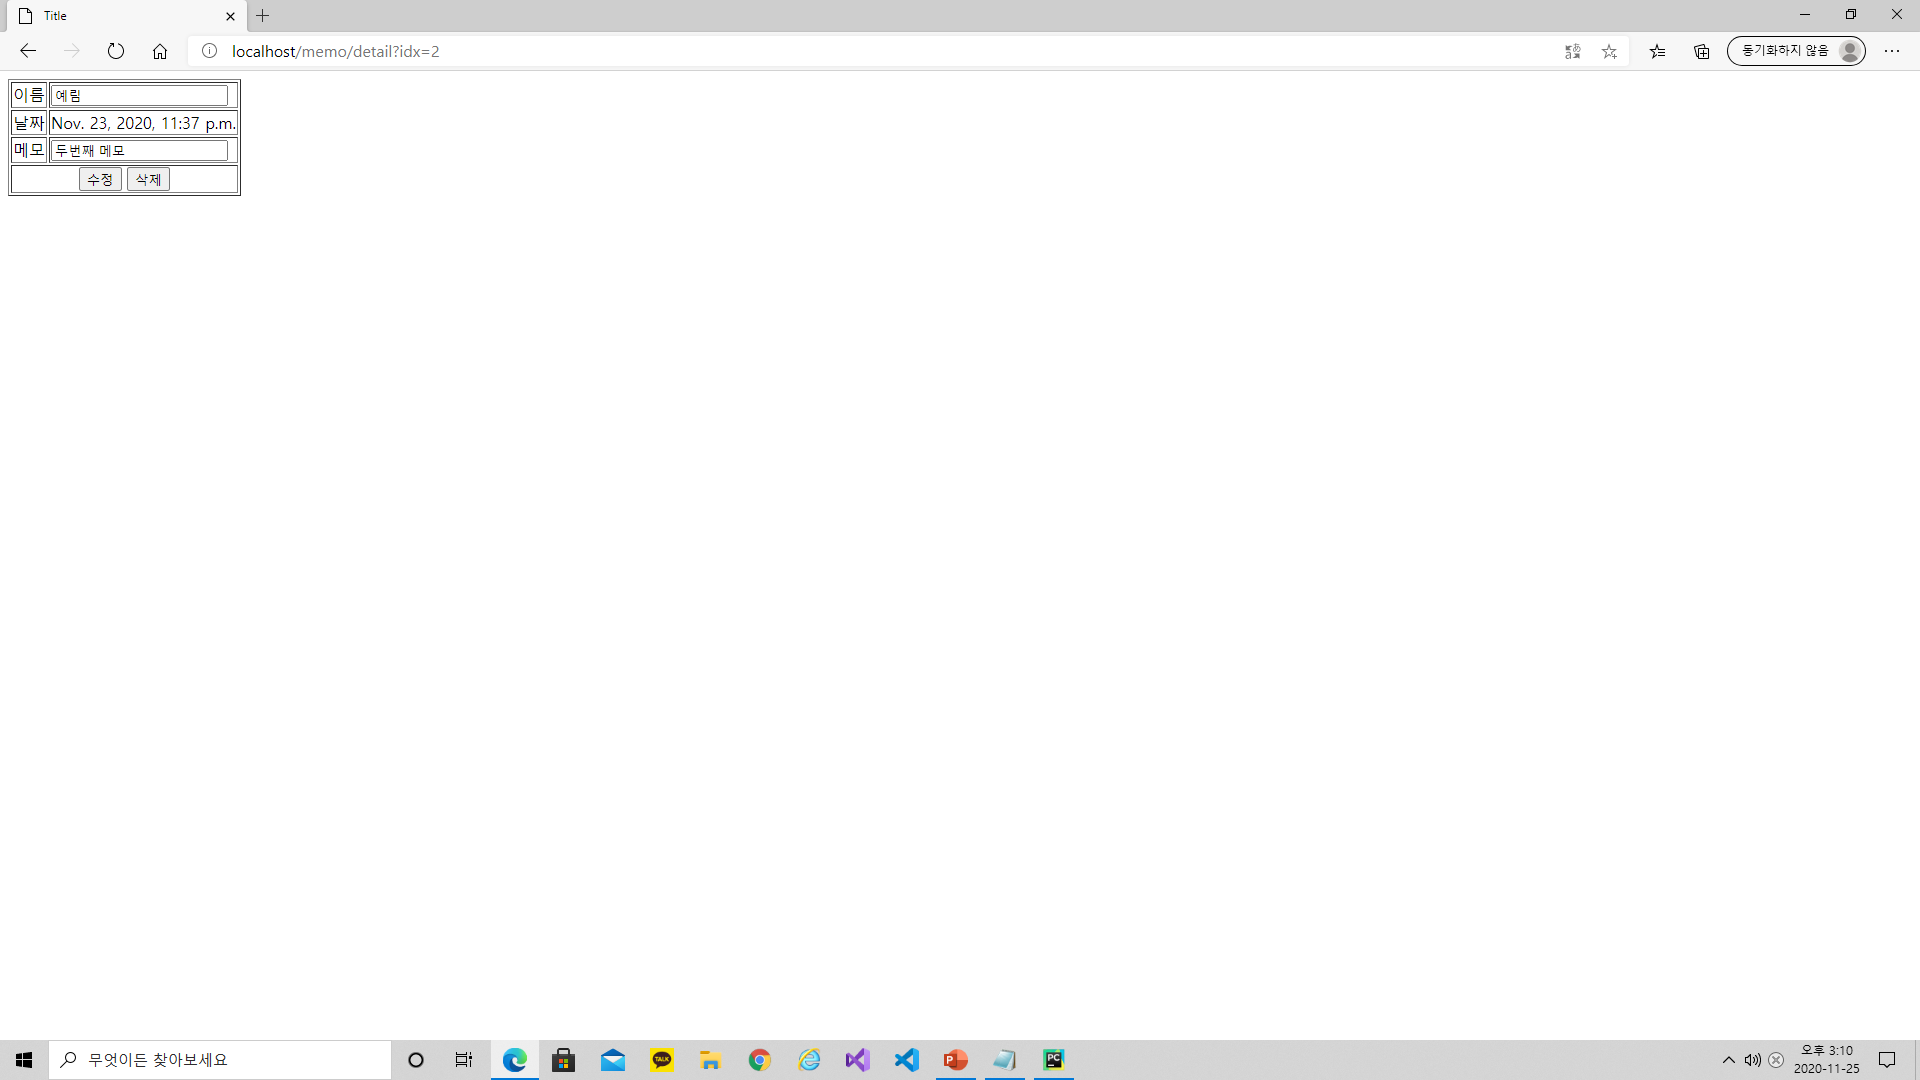 Title
localhost/memo/detail?idx=2
동기화하지 않음
이름 예림
날짜 Nov. 23, 2020, 11:37 p.m.
메모 두번째 메모
수정 삭제
무엇이든 찾아보세요
TALK
P
PC
오후 3:10
2020-11-25